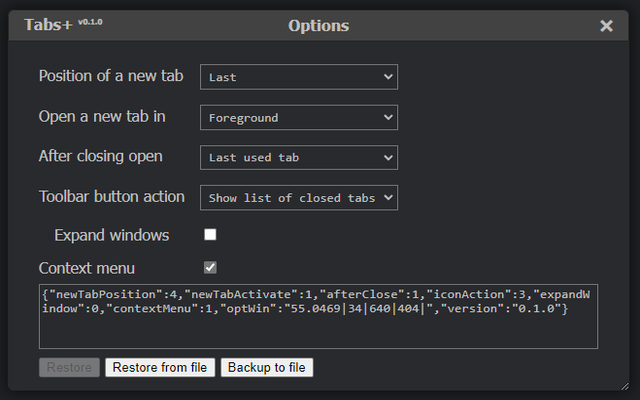 Tabs+ v0.1.0 Options ×
Position of a new tab Last
Open a new tab in Foreground
After closing open Last used tab
Toolbar button action Show list of closed tabs
Expand windows
Context menu
{"newTabPosition":4,"newTabActivate":1,"afterClose":1,"iconAction":3,"expandW
indow":0,"contextMenu":1,"optWin":"55.0469|34|640|404|","version":"0.1.0"}
Restore Restore from file Backup to file